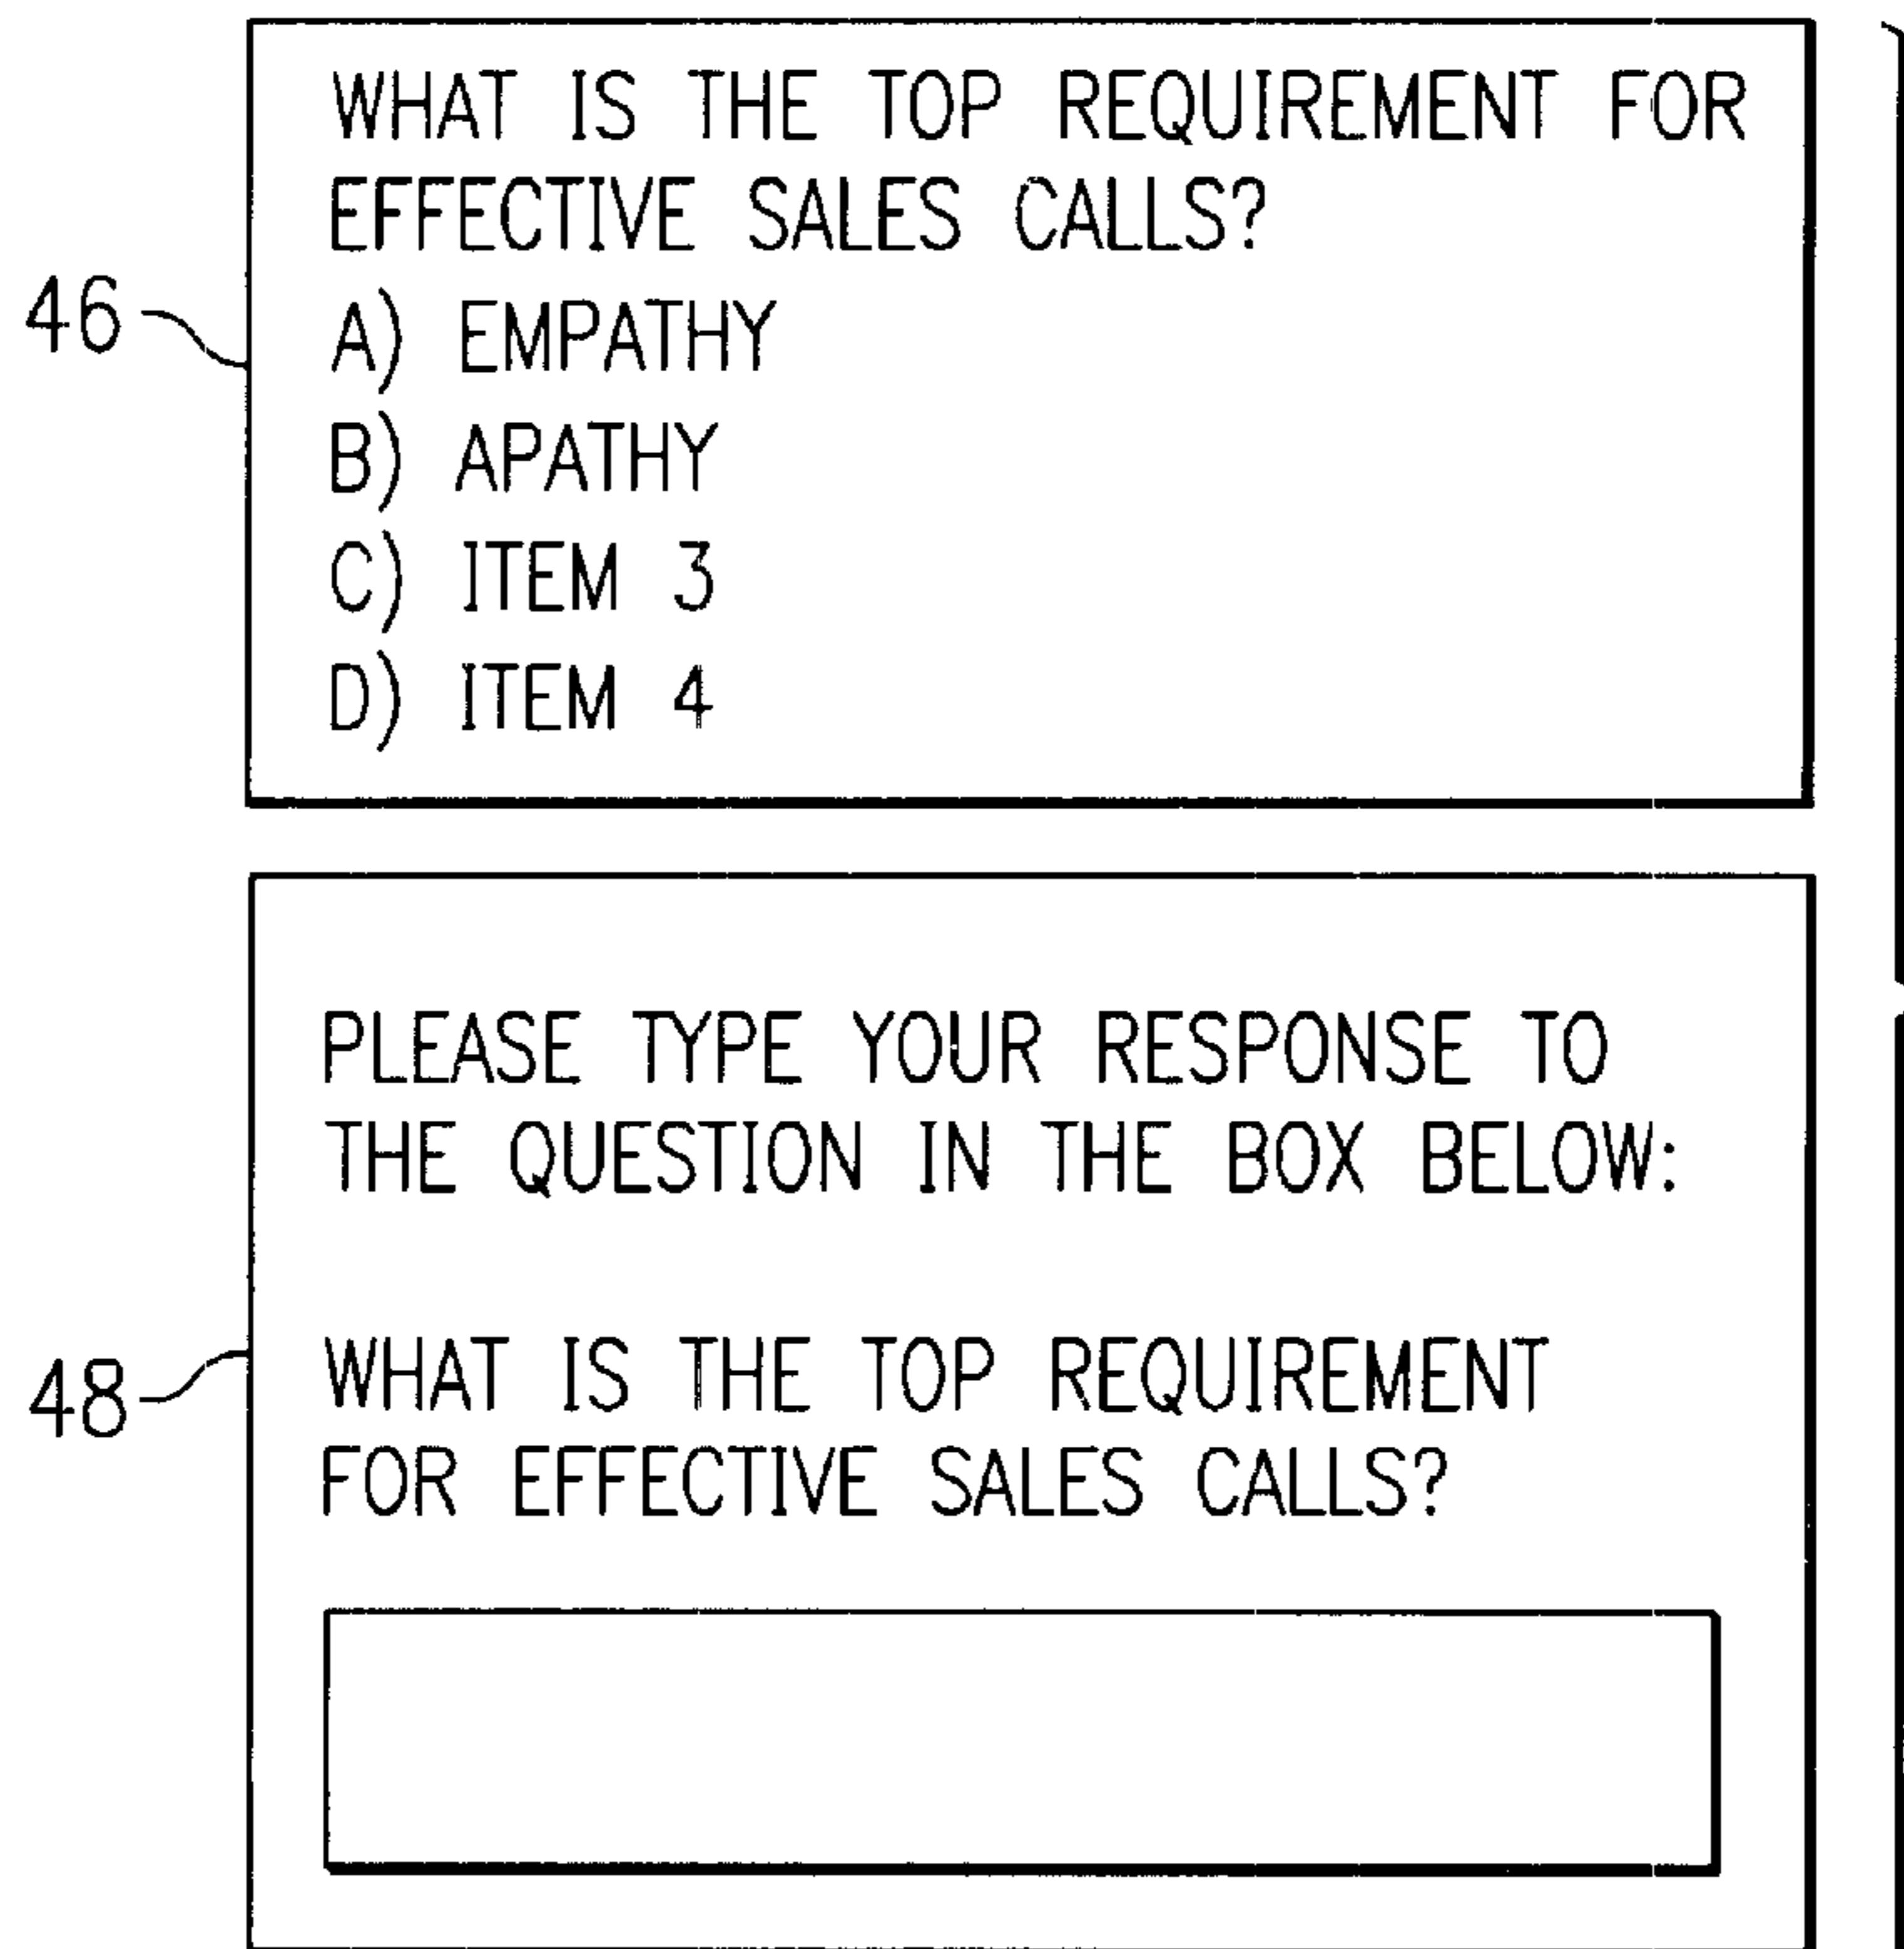 WHAT IS THE TOP REQUIREMENT FOR
EFFECTIVE SALES CALLS?
46
A) EMPATHY
B) APATHY
C) ITEM 3
D) ITEM 4
PLEASE TYPE YOUR RESPONSE TO
THE QUESTION IN THE BOX BELOW:
48
WHAT IS THE TOP REQUIREMENT
FOR EFFECTIVE SALES CALLS?